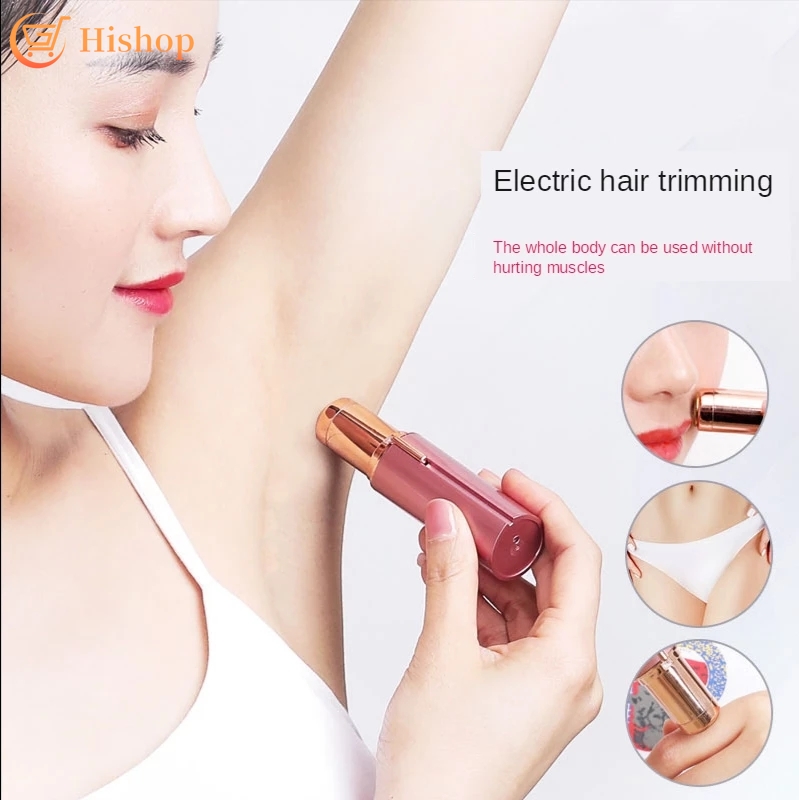 Hishop
Electric hair trimming
The whole body can be used without
hurting muscles